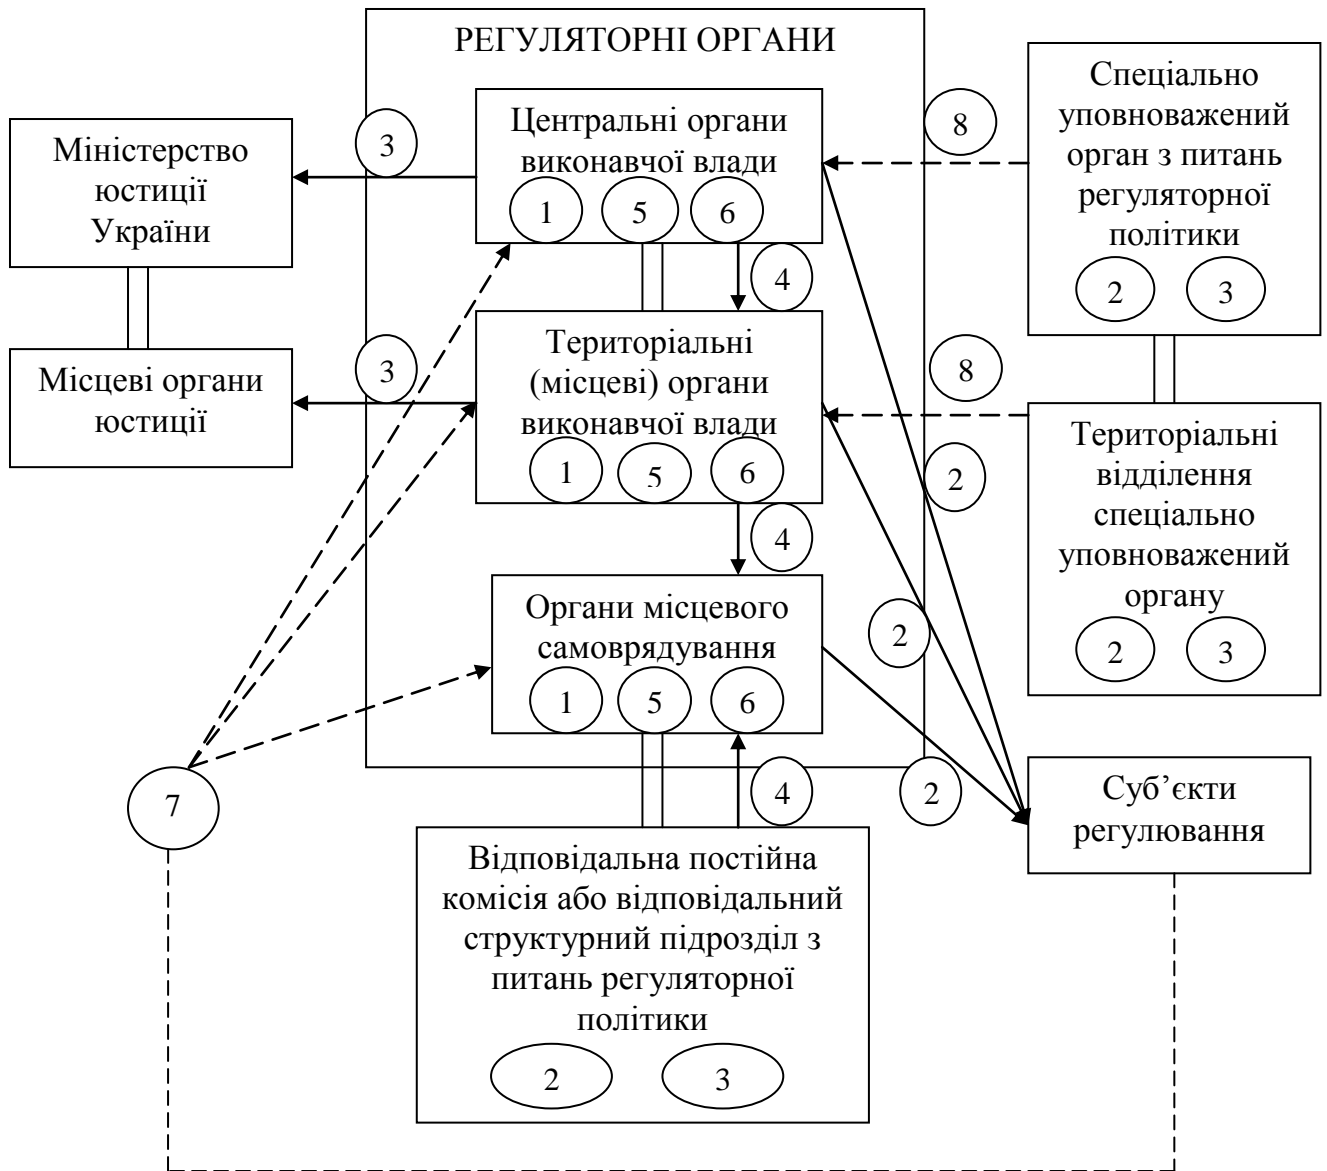 РЕГУЛЯТОРНІ ОРГАНИ
Центральні органи
виконавчої влади
1 5 6
Міністерство
юстиції
України
3
8
Спеціально
уповноважений
орган з питань
регуляторної
політики
2 3
4
Територіальні
(місцеві) органи
виконавчої влади
1 5 6
3
Місцеві органи
юстиції
8
Територіальні
відділення
спеціально
уповноважений
органу
2 3
2
4
Органи місцевого
самоврядування
1 5 6
2
7
4
2
Суб’єкти
регулювання
Відповідальна постійна
комісія або відповідальний
структурний підрозділ з
питань регуляторної
політики
2 3